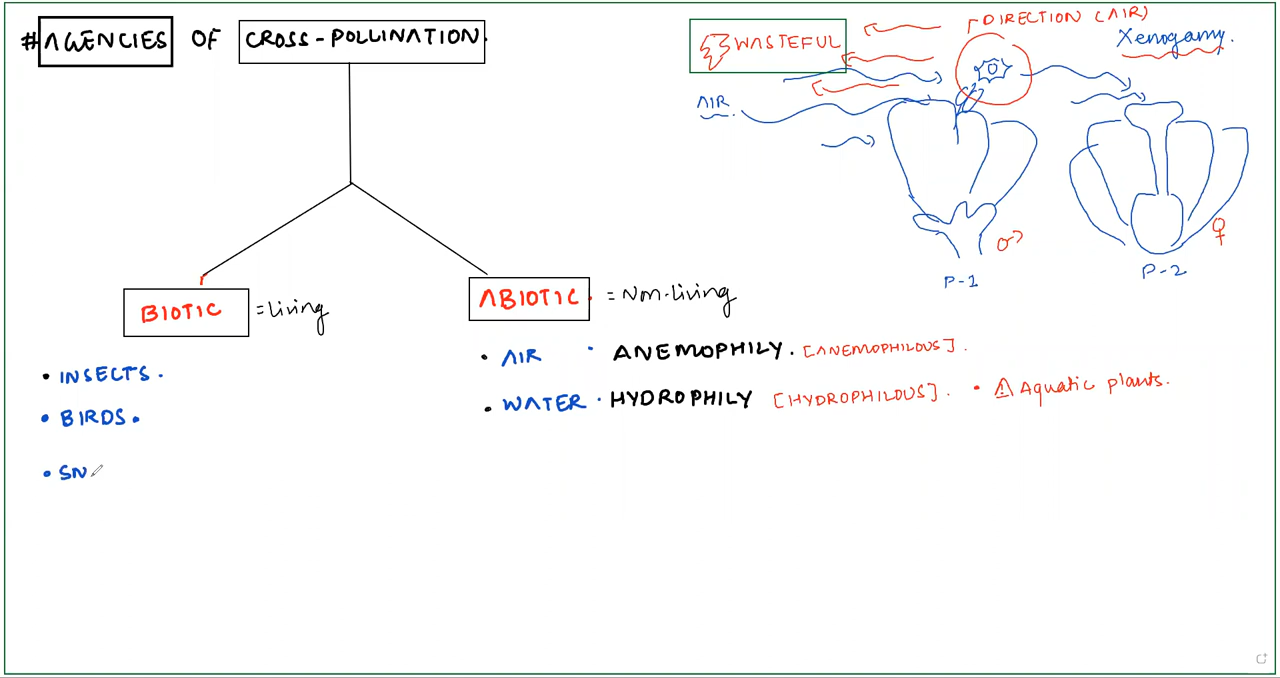 # AGENCIES OF CROSS-POLLINATION.
WASTEFUL
DIRECTION (AIR)
Xenogamy.
AIR
P-1
P-2
BIOTIC = Living
ABIOTIC. = Non-living
• INSECTS.
• BIRDS.
• SN
• AIR • ANEMOPHILY. [ANEMOPHILOUS].
• WATER • HYDROPHILY [HYDROPHILOUS]. • ⚠ Aquatic plants.